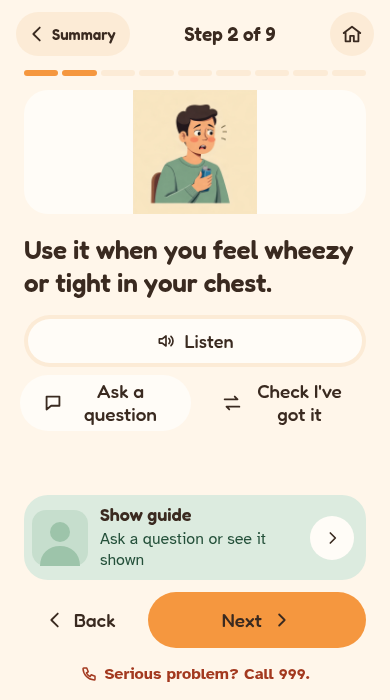 Summary
Step 2 of 9
Use it when you feel wheezy
or tight in your chest.
Listen
Ask a
question
Check I've
got it
Show guide
Ask a question or see it
shown
Back
Next
Serious problem? Call 999.